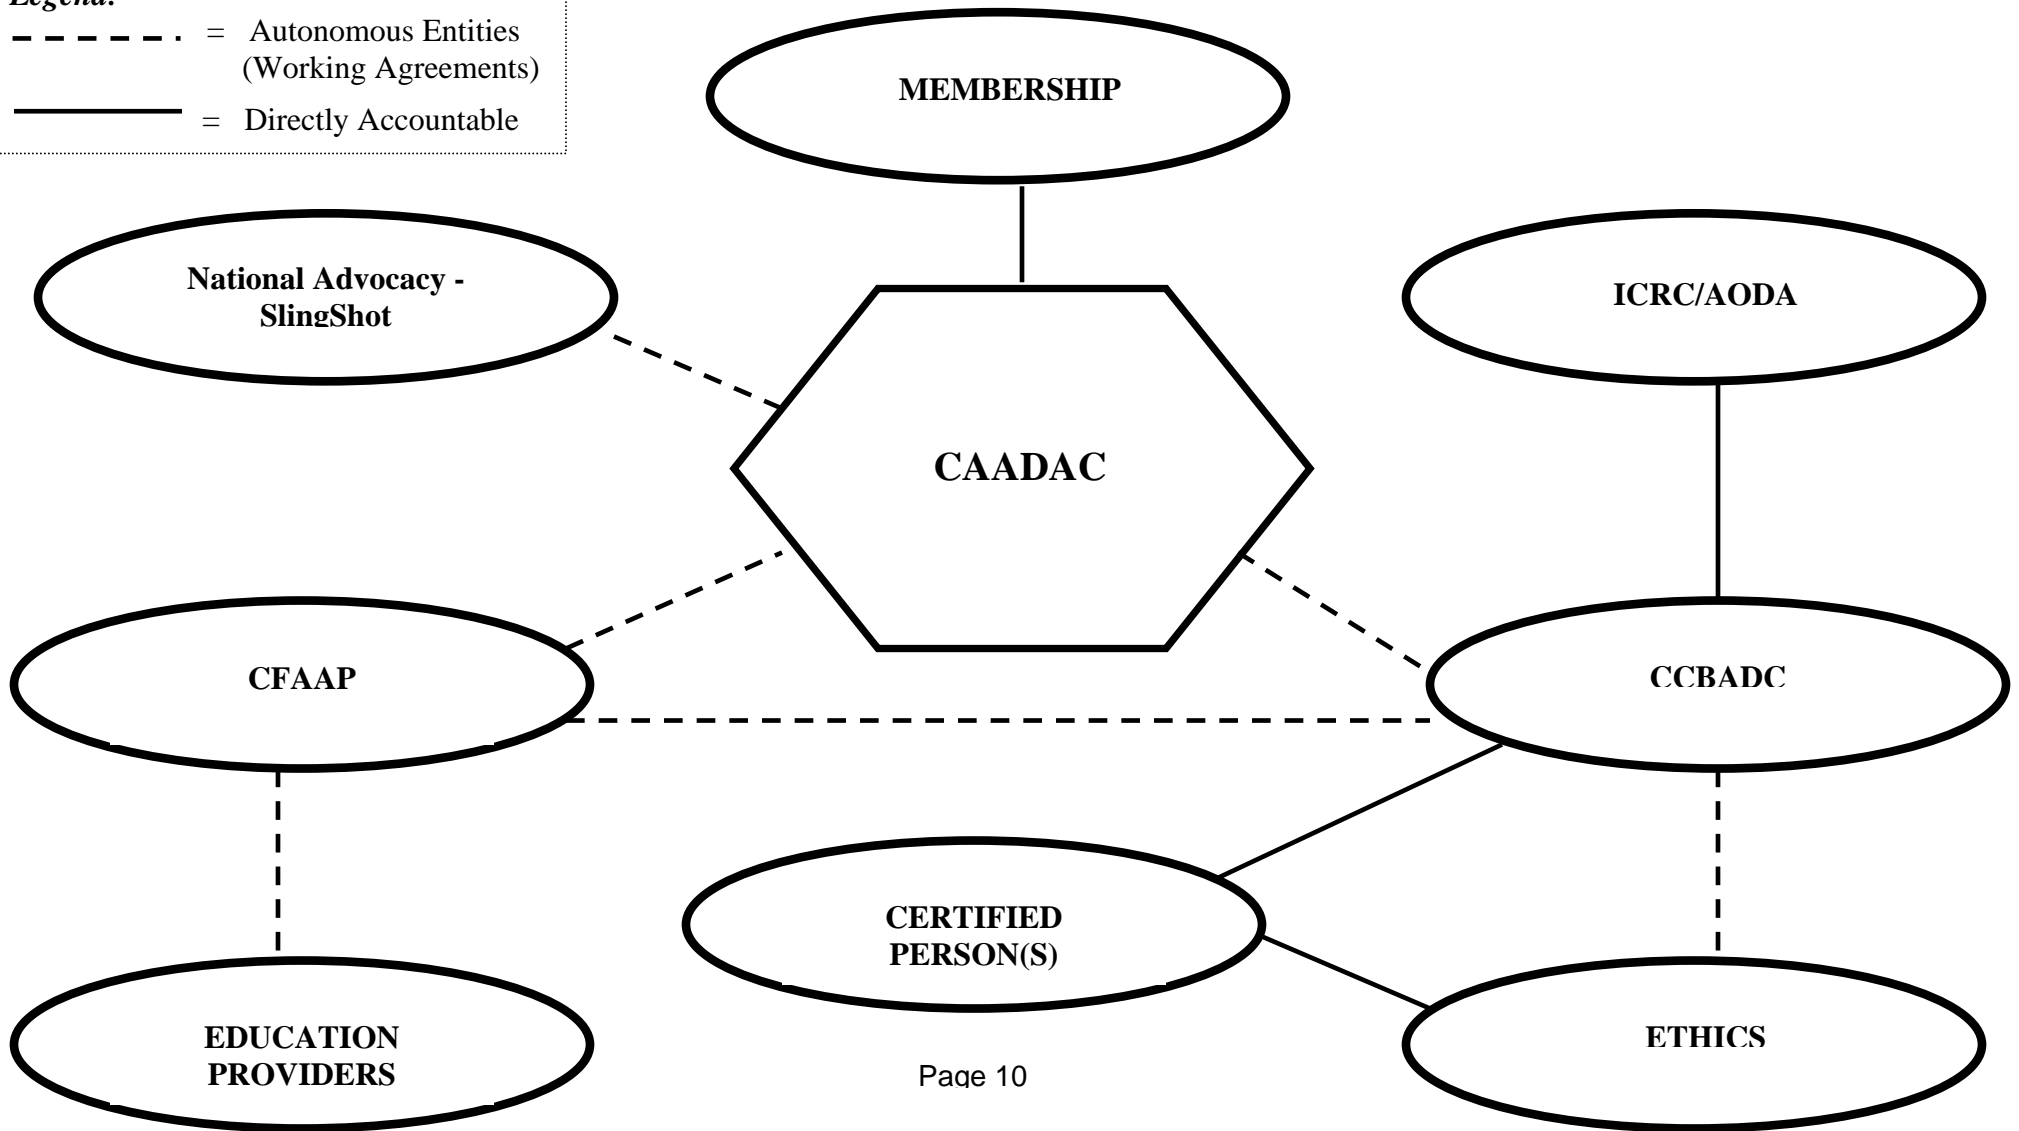 Legend:
= Autonomous Entities
(Working Agreements)
= Directly Accountable
MEMBERSHIP
National Advocacy -
SlingShot
ICRC/AODA
CAADAC
CFAAP
CCBADC
CERTIFIED
PERSON(S)
EDUCATION
PROVIDERS
ETHICS
Page 10